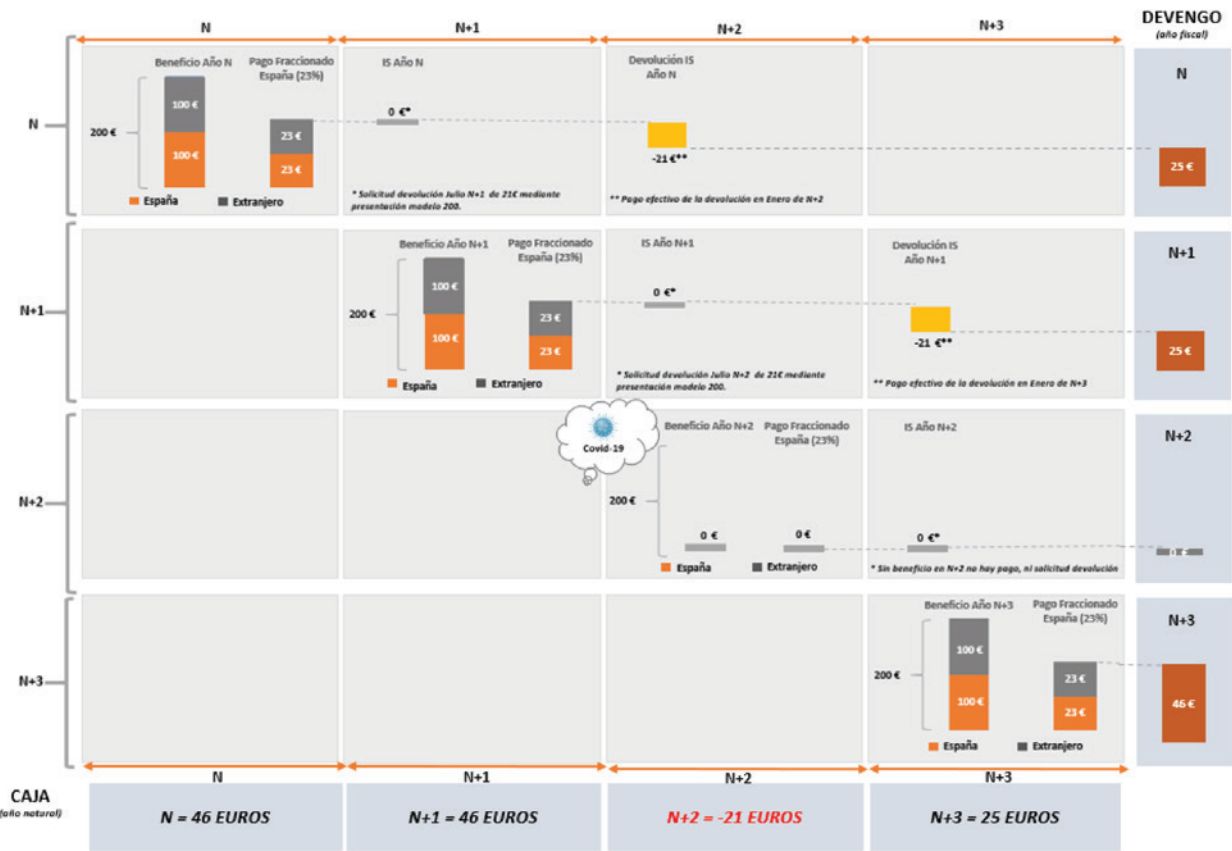 N
N+1
N+2
N+3
DEVENGO
(año fiscal)
N
Beneficio Año N
Pago Fraccionado
España (23%)
200 €
100 €
100 €
23 €
23 €
España
Extranjero
IS Año N
0 €*
* Solicitud devolución Julio N+1 de 21€ mediante
presentación modelo 200.
Devolución IS
Año N
-21 €**
** Pago efectivo de la devolución en Enero de N+2
N
25 €
N+1
Beneficio Año N+1
Pago Fraccionado
España (23%)
200 €
100 €
100 €
23 €
23 €
España
Extranjero
IS Año N+1
0 €*
* Solicitud devolución Julio N+2 de 21€ mediante
presentación modelo 200.
Devolución IS
Año N+1
-21 €**
** Pago efectivo de la devolución en Enero de N+3
N+1
25 €
N+2
Covid-19
Beneficio Año N+2
Pago Fraccionado
España (23%)
200 €
0 €
0 €
España
Extranjero
IS Año N+2
0 €*
* Sin beneficio en N+2 no hay pago, ni solicitud devolución
N+2
0 €
N+3
Beneficio Año N+3
Pago Fraccionado
España (23%)
200 €
100 €
100 €
23 €
23 €
España
Extranjero
N+3
46 €
N
N+1
N+2
N+3
CAJA
(año natural)
N = 46 EUROS
N+1 = 46 EUROS
N+2 = -21 EUROS
N+3 = 25 EUROS